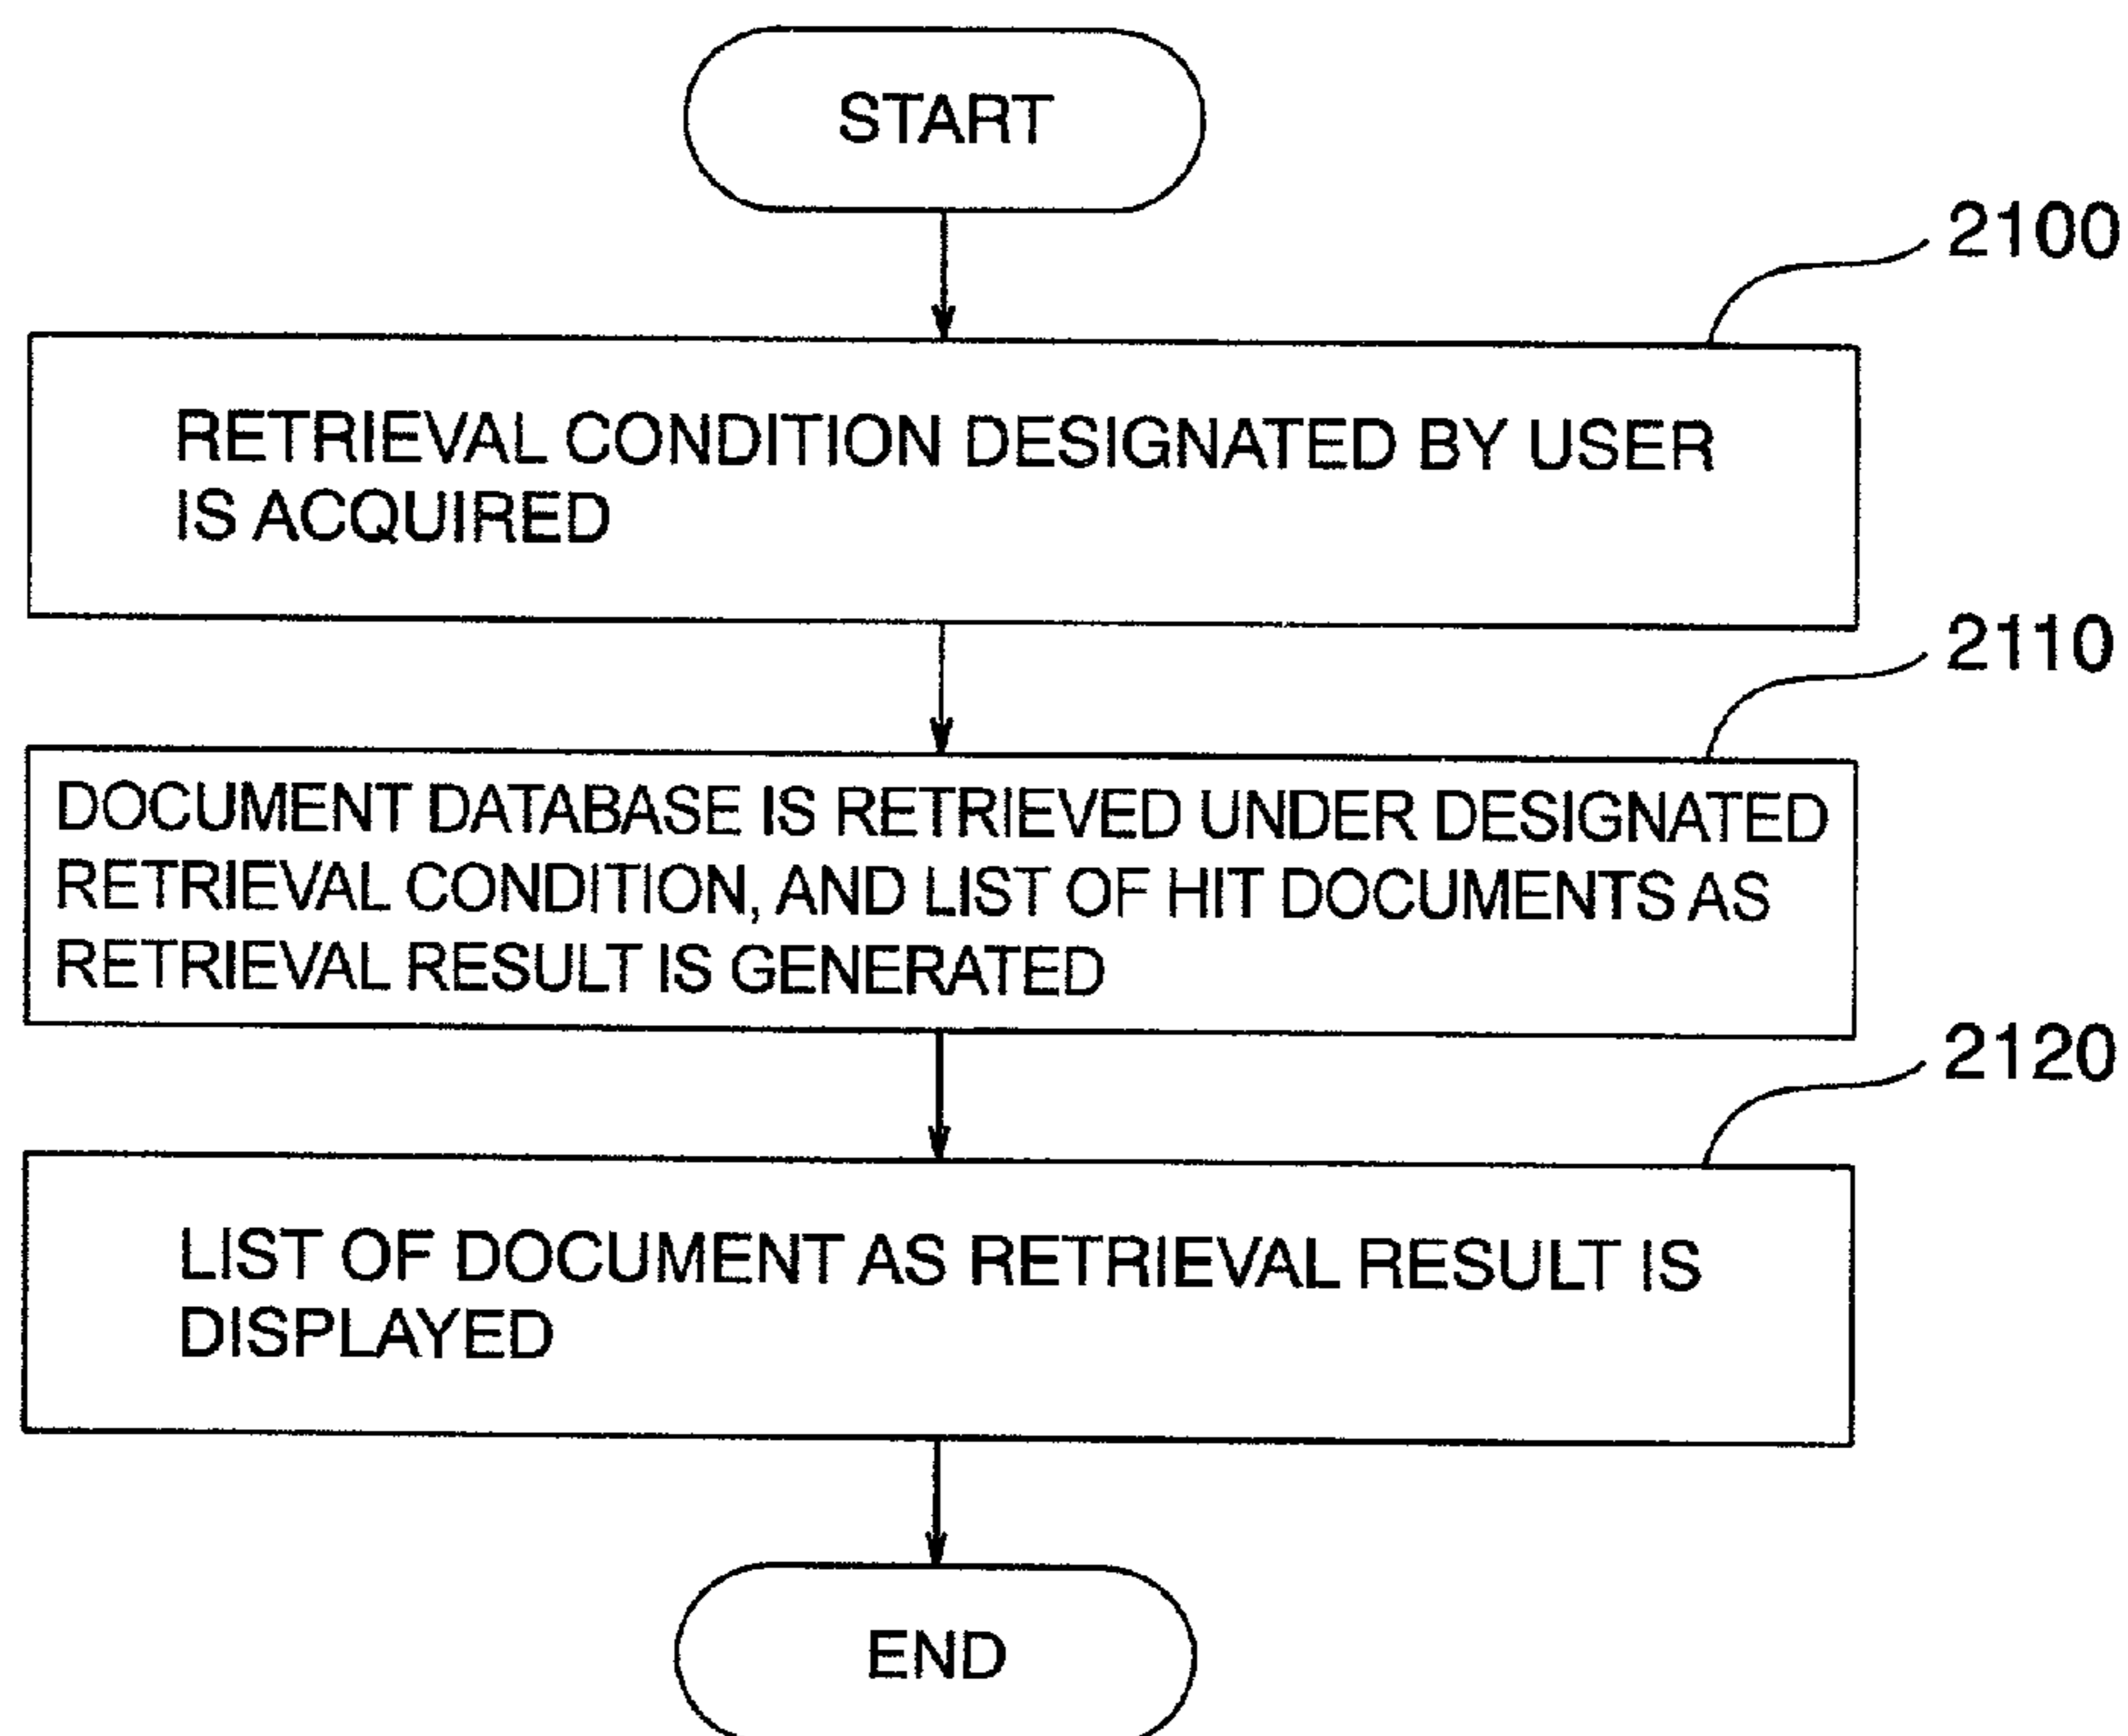 START
2100
RETRIEVAL CONDITION DESIGNATED BY USER
IS ACQUIRED
2110
DOCUMENT DATABASE IS RETRIEVED UNDER DESIGNATED
RETRIEVAL CONDITION, AND LIST OF HIT DOCUMENTS AS
RETRIEVAL RESULT IS GENERATED
2120
LIST OF DOCUMENT AS RETRIEVAL RESULT IS
DISPLAYED
END